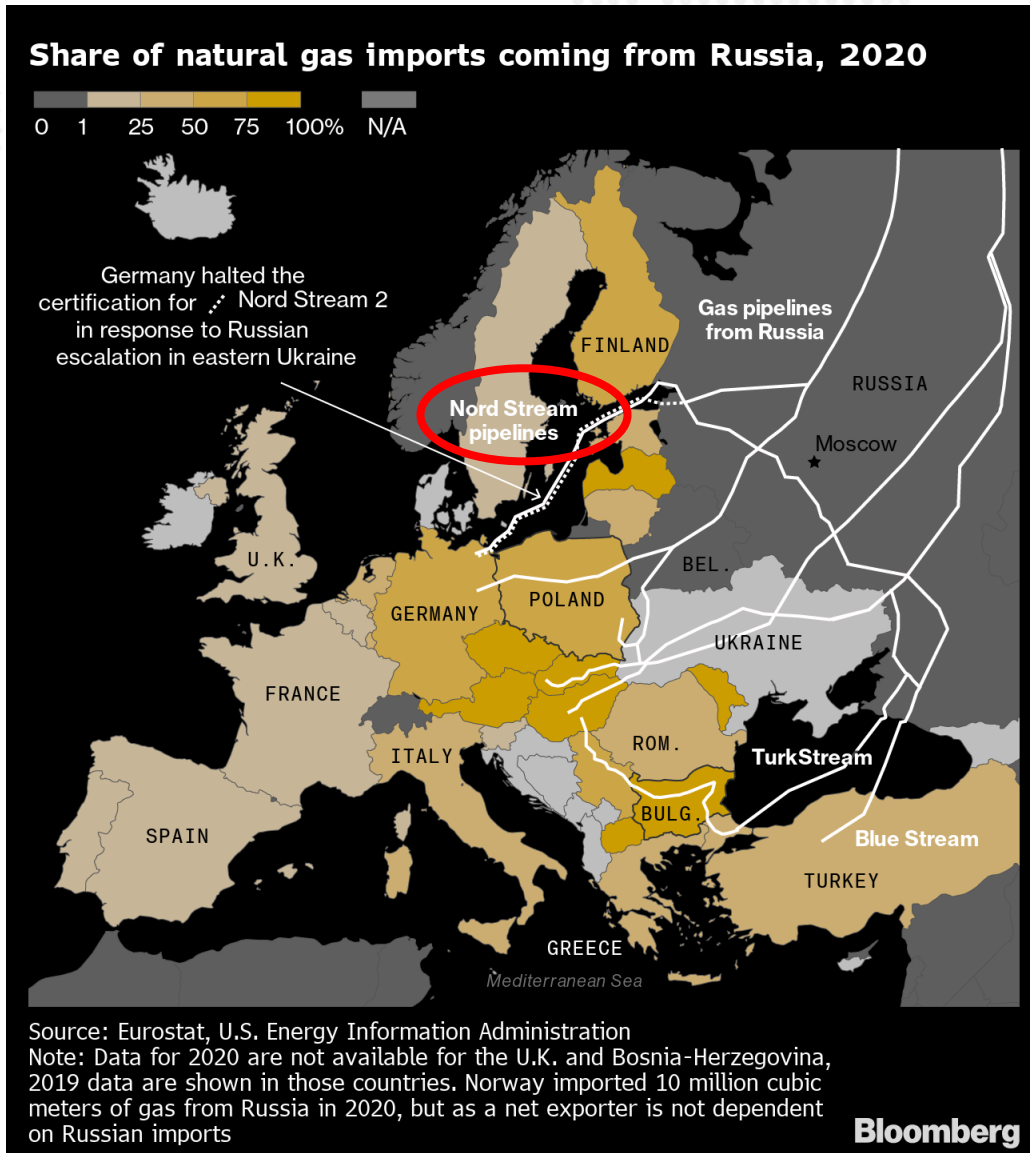 Share of natural gas imports coming from Russia, 2020
0 1 25 50 75 100% N/A
Germany halted the
certification for Nord Stream 2
in response to Russian
escalation in eastern Ukraine
Gas pipelines
from Russia
FINLAND
RUSSIA
Nord Stream
pipelines
Moscow
U.K.
BEL.
GERMANY
POLAND
UKRAINE
FRANCE
ITALY
ROM.
TurkStream
SPAIN
BULG.
Blue Stream
TURKEY
GREECE
Mediterranean Sea
Source: Eurostat, U.S. Energy Information Administration
Note: Data for 2020 are not available for the U.K. and Bosnia-Herzegovina,
2019 data are shown in those countries. Norway imported 10 million cubic
meters of gas from Russia in 2020, but as a net exporter is not dependent
on Russian imports
Bloomberg